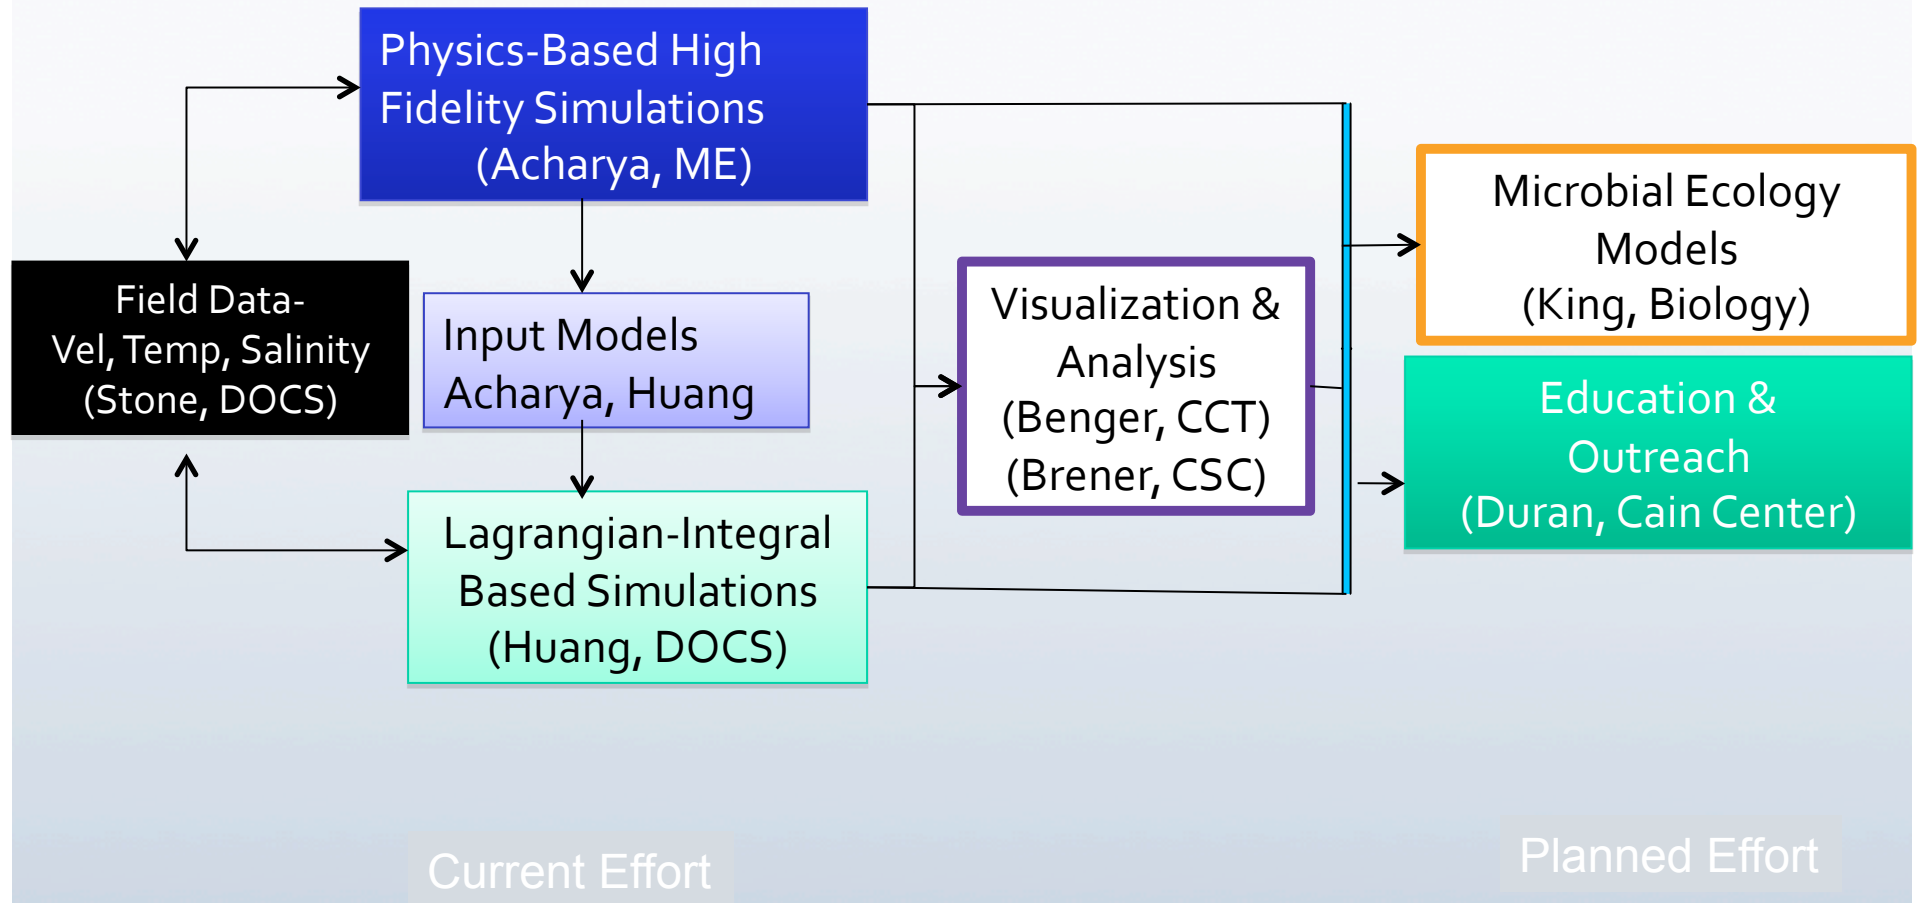 Physics-Based High
Fidelity Simulations
(Acharya, ME)
Field Data-
Vel, Temp, Salinity
(Stone, DOCS)
Input Models
Acharya, Huang
Lagrangian-Integral
Based Simulations
(Huang, DOCS)
Visualization &
Analysis
(Benger, CCT)
(Brener, CSC)
Microbial Ecology
Models
(King, Biology)
Education &
Outreach
(Duran, Cain Center)
Current Effort
Planned Effort